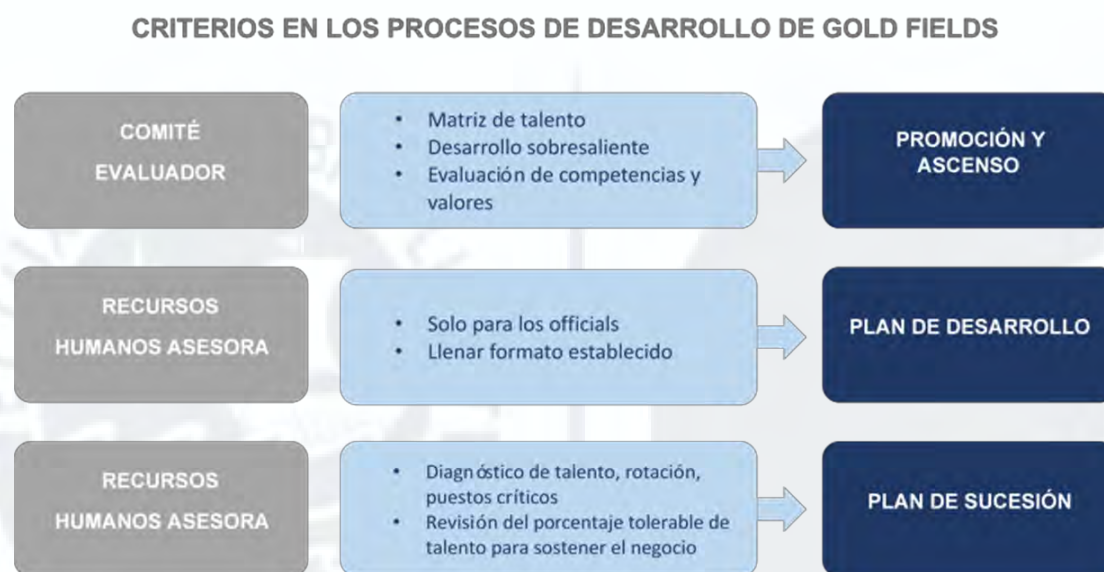 CRITERIOS EN LOS PROCESOS DE DESARROLLO DE GOLD FIELDS
COMITÉ
EVALUADOR
• Matriz de talento
• Desarrollo sobresaliente
• Evaluación de competencias y
valores
PROMOCIÓN Y
ASCENSO
RECURSOS
HUMANOS ASESORA
• Solo para los officials
• Llenar formato establecido
PLAN DE DESARROLLO
RECURSOS
HUMANOS ASESORA
• Diagnóstico de talento, rotación,
puestos críticos
• Revisión del porcentaje tolerable de
talento para sostener el negocio
PLAN DE SUCESIÓN